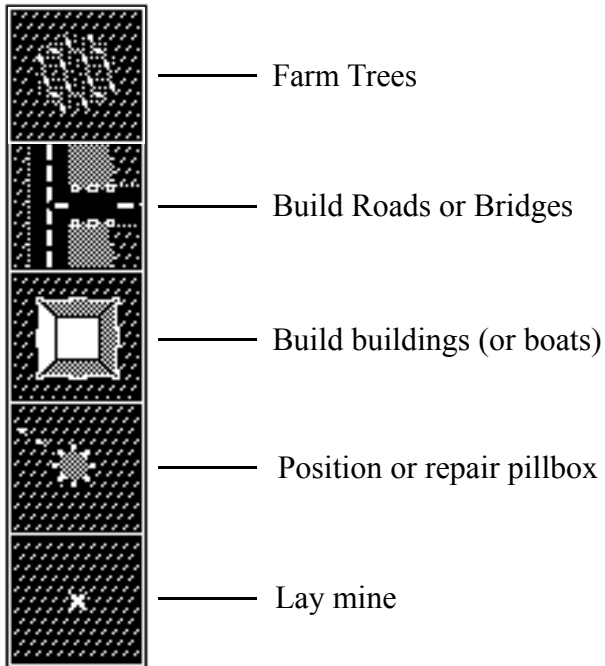 Farm Trees
Build Roads or Bridges
Build buildings (or boats)
Position or repair pillbox
Lay mine